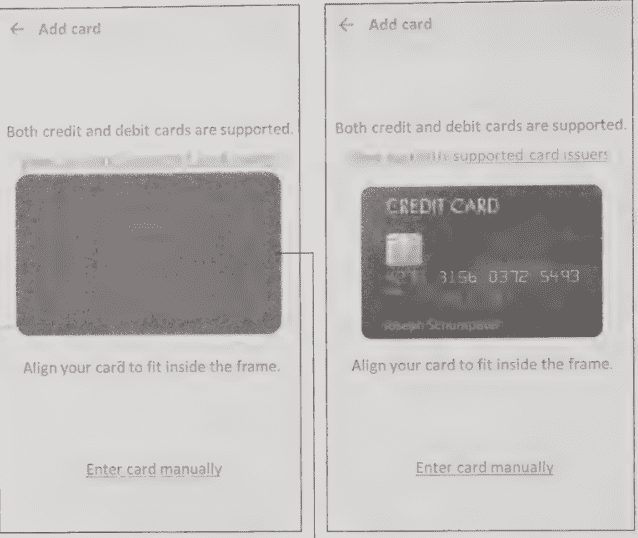 ← Add card
Both credit and debit cards are supported.
Align your card to fit inside the frame.
Enter card manually
← Add card
Both credit and debit cards are supported.
supported card issuers
CREDIT CARD
3156 0372 5493
Joseph Schumpeter
Align your card to fit inside the frame.
Enter card manually